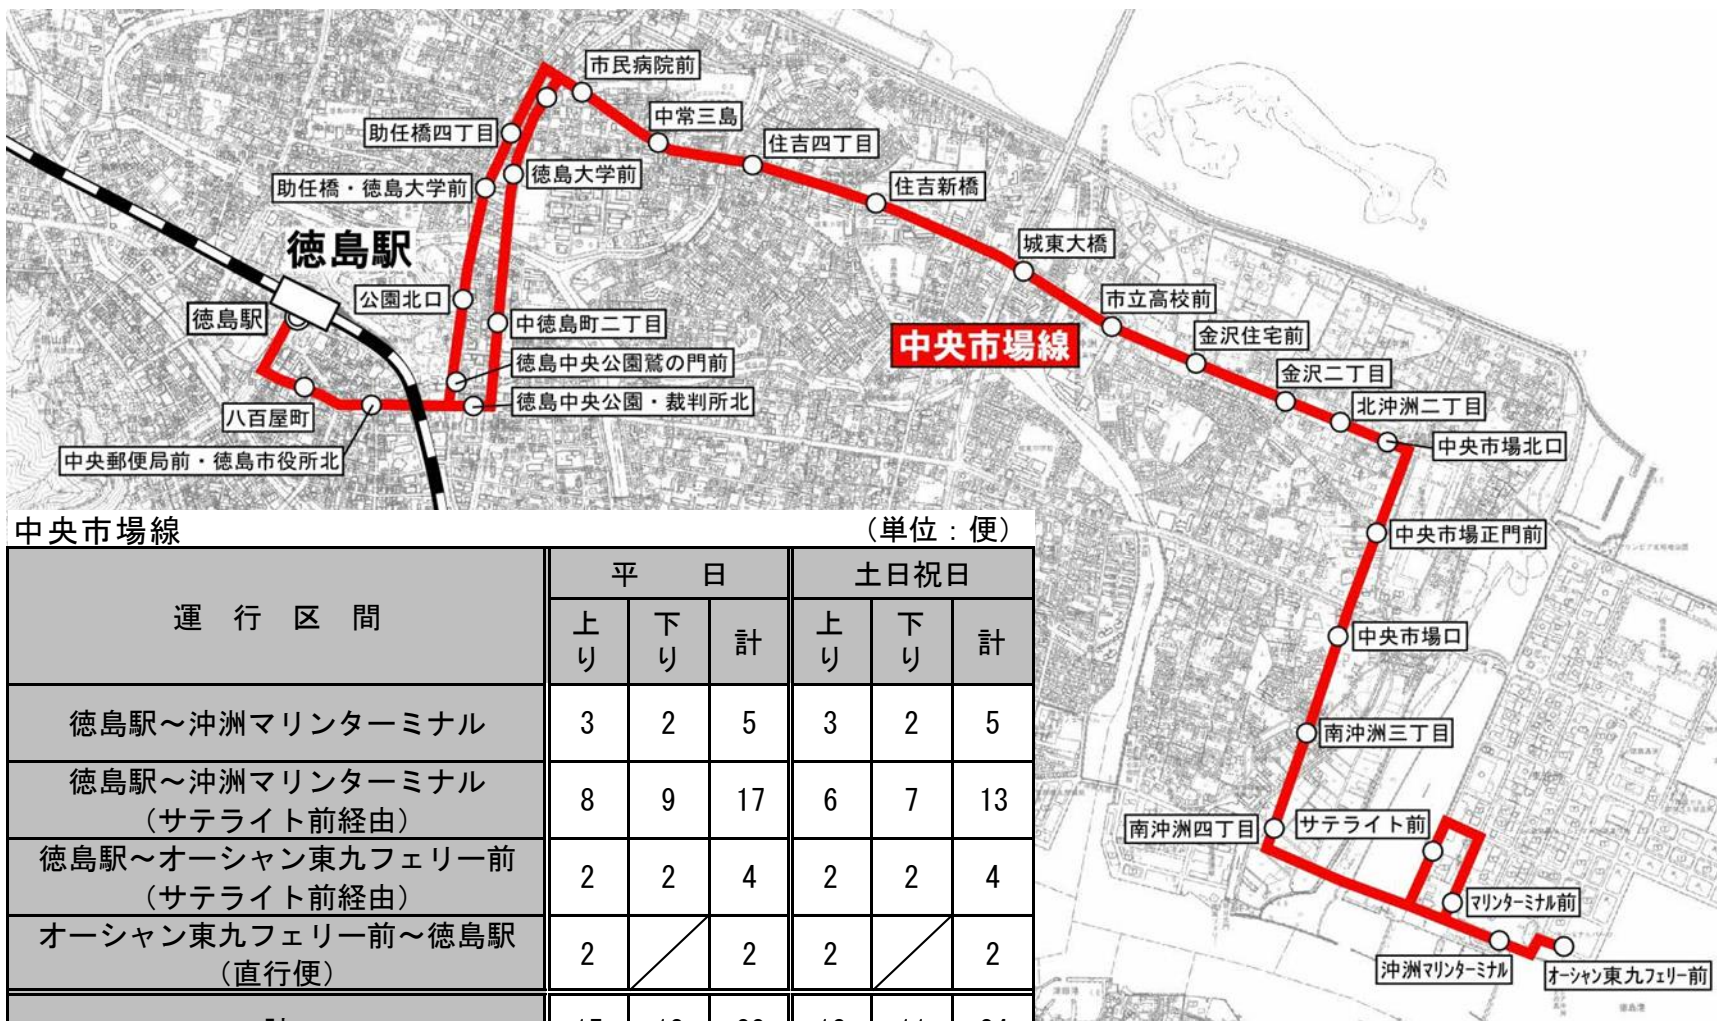 市民病院前
中常三島
助任橋四丁目
住吉四丁目
徳島大学前
助任橋・徳島大学前
住吉新橋
徳島駅
城東大橋
公園北口
市立高校前
徳島駅
中徳島町二丁目
中央市場線
金沢住宅前
徳島中央公園鷲の門前
金沢二丁目
徳島中央公園・裁判所北
北沖洲二丁目
八百屋町
中央市場北口
中央郵便局前・徳島市役所北
中央市場正門前
中央市場口
南沖洲三丁目
南沖洲四丁目
サテライト前
マリンターミナル前
沖洲マリンターミナル
オーシャン東九フェリー前
中央市場線 (単位：便)
運行区間 平日 土日祝日
上り 下り 計 上り 下り 計
徳島駅～沖洲マリンターミナル 3 2 5 3 2 5
徳島駅～沖洲マリンターミナル
(サテライト前経由) 8 9 17 6 7 13
徳島駅～オーシャン東九フェリー前
(サテライト前経由) 2 2 4 2 2 4
オーシャン東九フェリー前～徳島駅
(直行便) 2 2 2 2